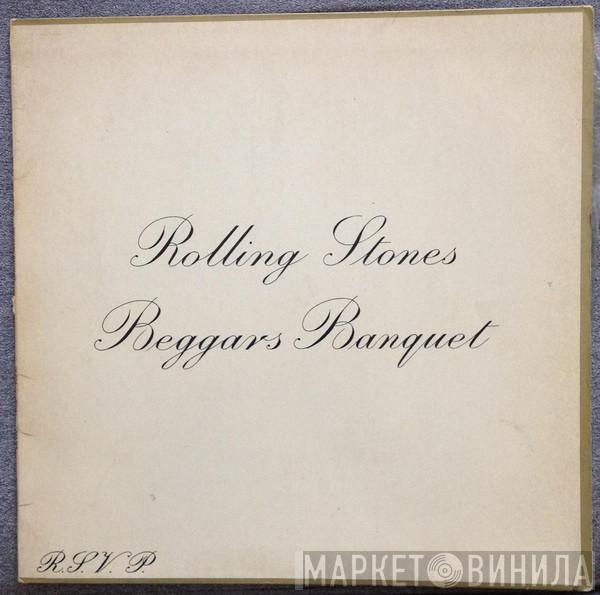 Rolling Stones
Beggars Banquet
R.S.V.P.
МАРКЕТ ВИНИЛА